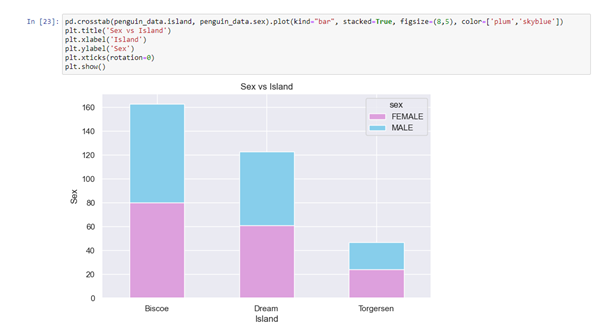 In [23]: pd.crosstab(penguin_data.island, penguin_data.sex).plot(kind="bar", stacked=True, figsize=(8,5), color=['plum','skyblue'])
plt.title('Sex vs Island')
plt.xlabel('Island')
plt.ylabel('Sex')
plt.xticks(rotation=0)
plt.show()
Sex vs Island
sex
FEMALE
MALE
160
140
120
100
80
60
40
20
0
Sex
Biscoe Dream Torgersen
Island